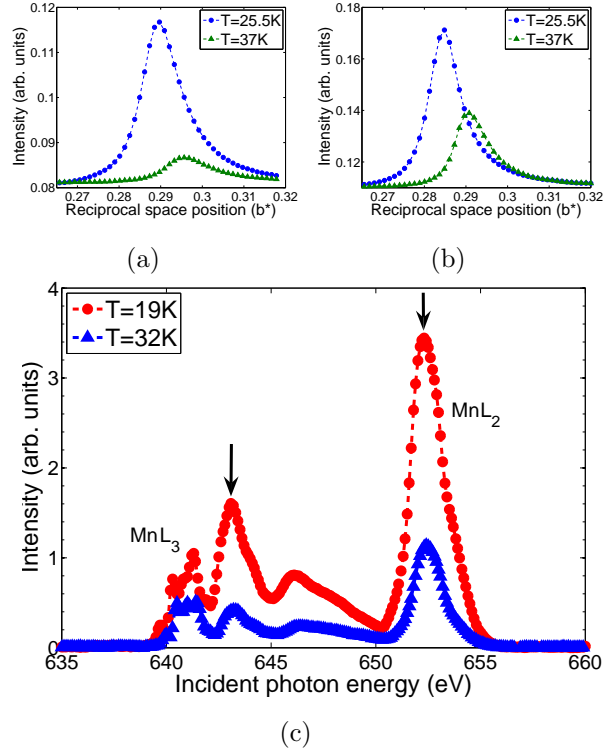 0.12
0.11
0.1
0.09
0.08
Intensity (arb. units)
T=25.5K
T=37K
0.27 0.28 0.29 0.3 0.31 0.32
Reciprocal space position (b*)
(a)
0.18
0.16
0.14
0.12
Intensity (arb. units)
T=25.5K
T=37K
0.27 0.28 0.29 0.3 0.31 0.32
Reciprocal space position (b*)
(b)
4
3
2
1
0
Intensity (arb. units)
T=19K
T=32K
MnL3
MnL2
635 640 645 650 655 660
Incident photon energy (eV)
(c)